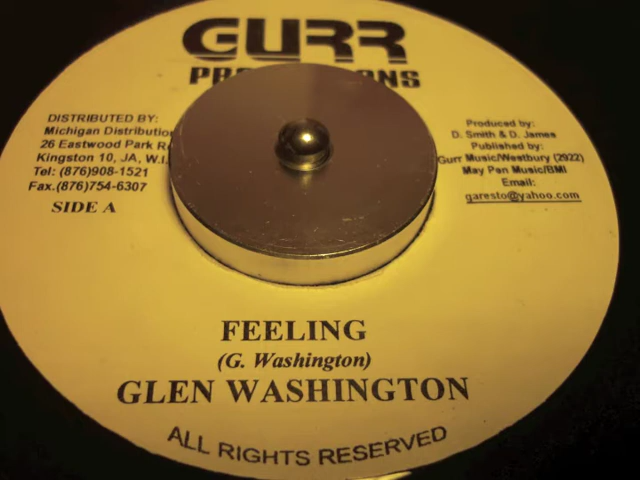 GURR
DISTRIBUTED BY:
Michigan Distribution
26 Eastwood Park
Kingston 10, JA, W.I.
Tel: (876)908-1521
Fax.(876)754-6307
SIDE A
Produced by:
D. Smith & D. James
Published by:
Gurr Music/Westbury (2922)
May Pen Music/BMI
Email:
garesto@yahoo.com
FEELING
(G. Washington)
GLEN WASHINGTON
ALL RIGHTS RESERVED